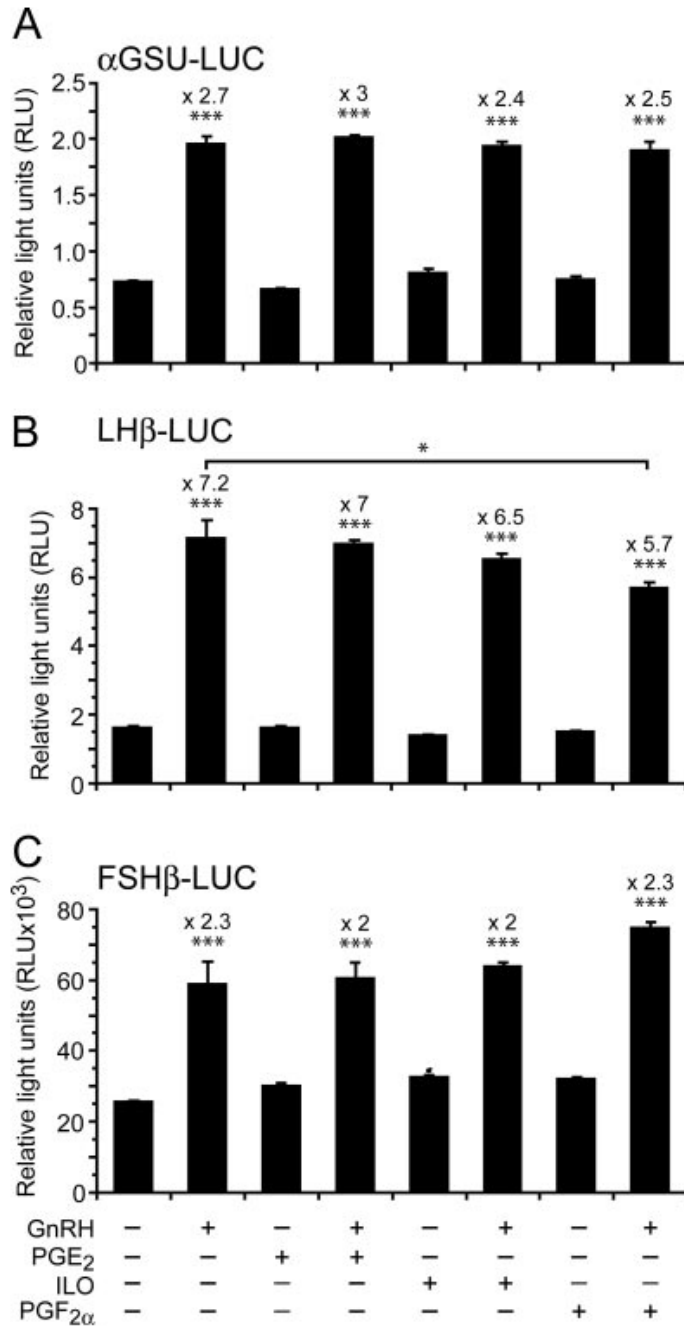 A
αGSU-LUC
Relative light units (RLU)
2.5
2.0
1.5
1.0
0.5
0
x 2.7
x 3
x 2.4
x 2.5
*** *** *** ***
B
LHβ-LUC
*
Relative light units (RLU)
8
6
4
2
0
x 7.2
x 7
x 6.5
x 5.7
*** *** *** ***
C
FSHβ-LUC
Relative light units (RLUx10³)
80
60
40
20
0
x 2.3
x 2
x 2
x 2.3
*** *** *** ***
GnRH – + – + – + – +
PGE₂ – – + + – – – –
ILO – – – – + + – –
PGF₂α – – – – – – + +